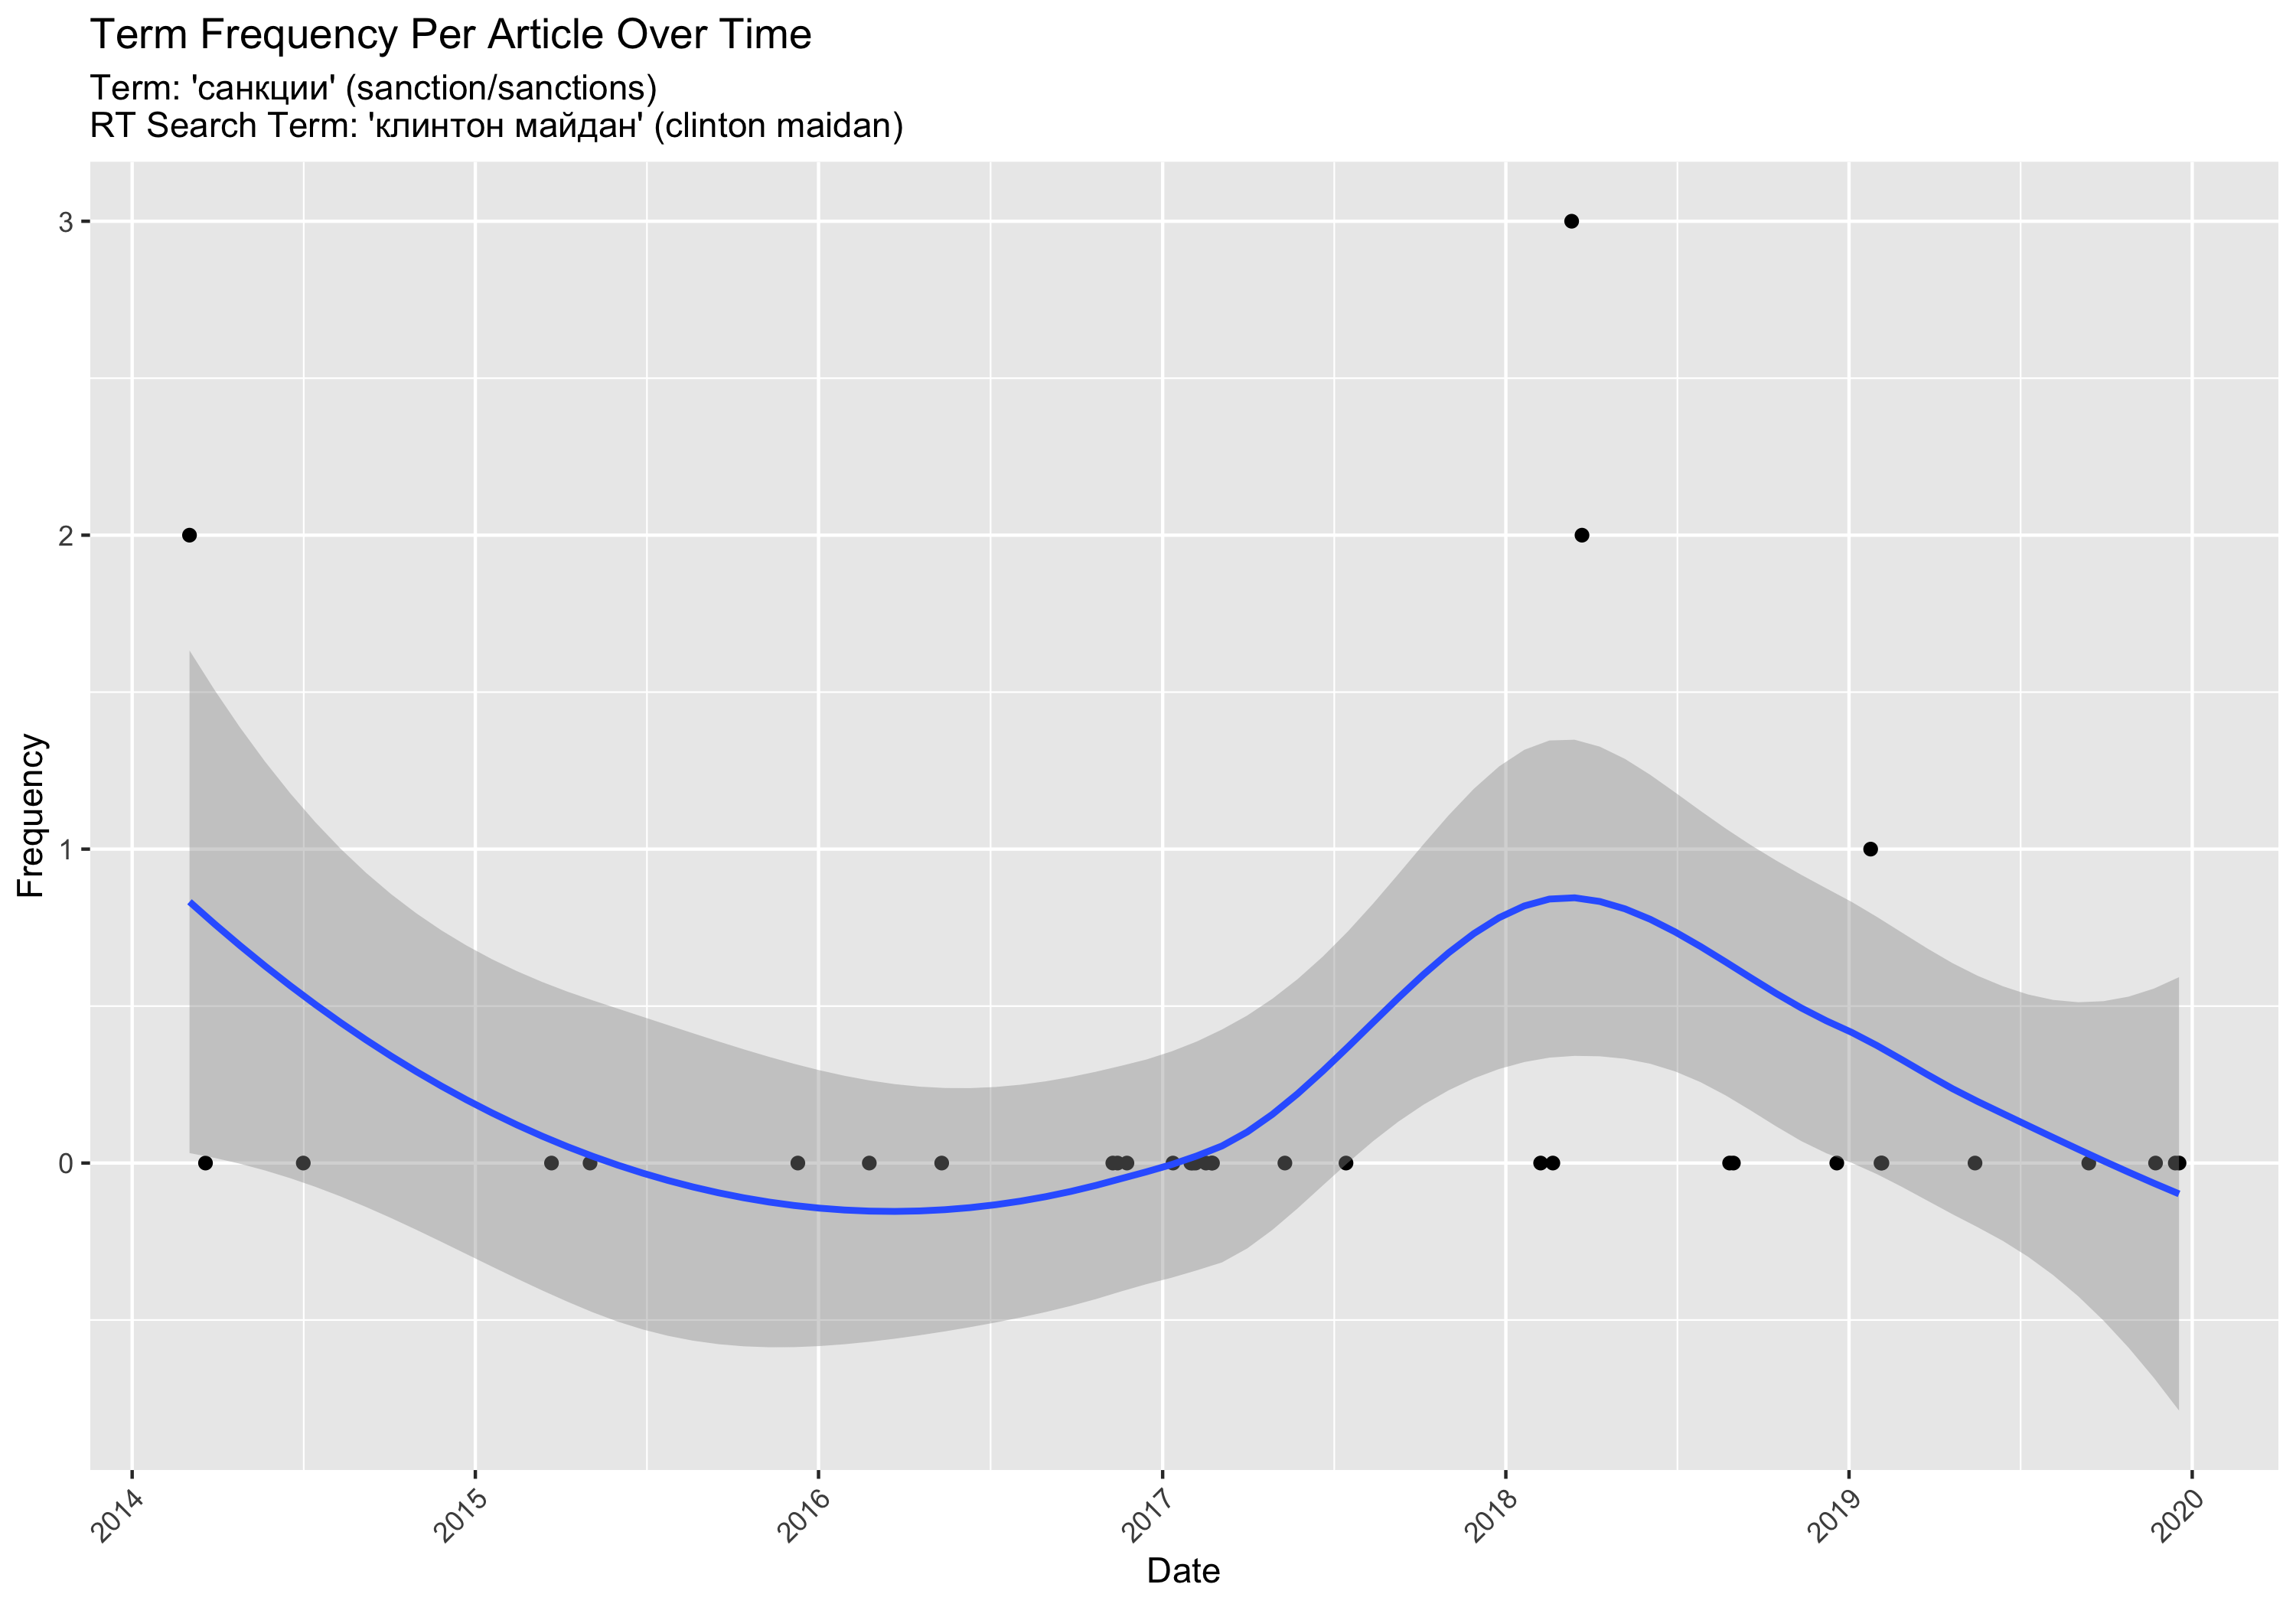 Term Frequency Per Article Over Time
Term: 'санкции' (sanction/sanctions)
RT Search Term: 'клинтон майдан' (clinton maidan)
3
2
1
0
Frequency
2014
2015
2016
2017
2018
2019
2020
Date